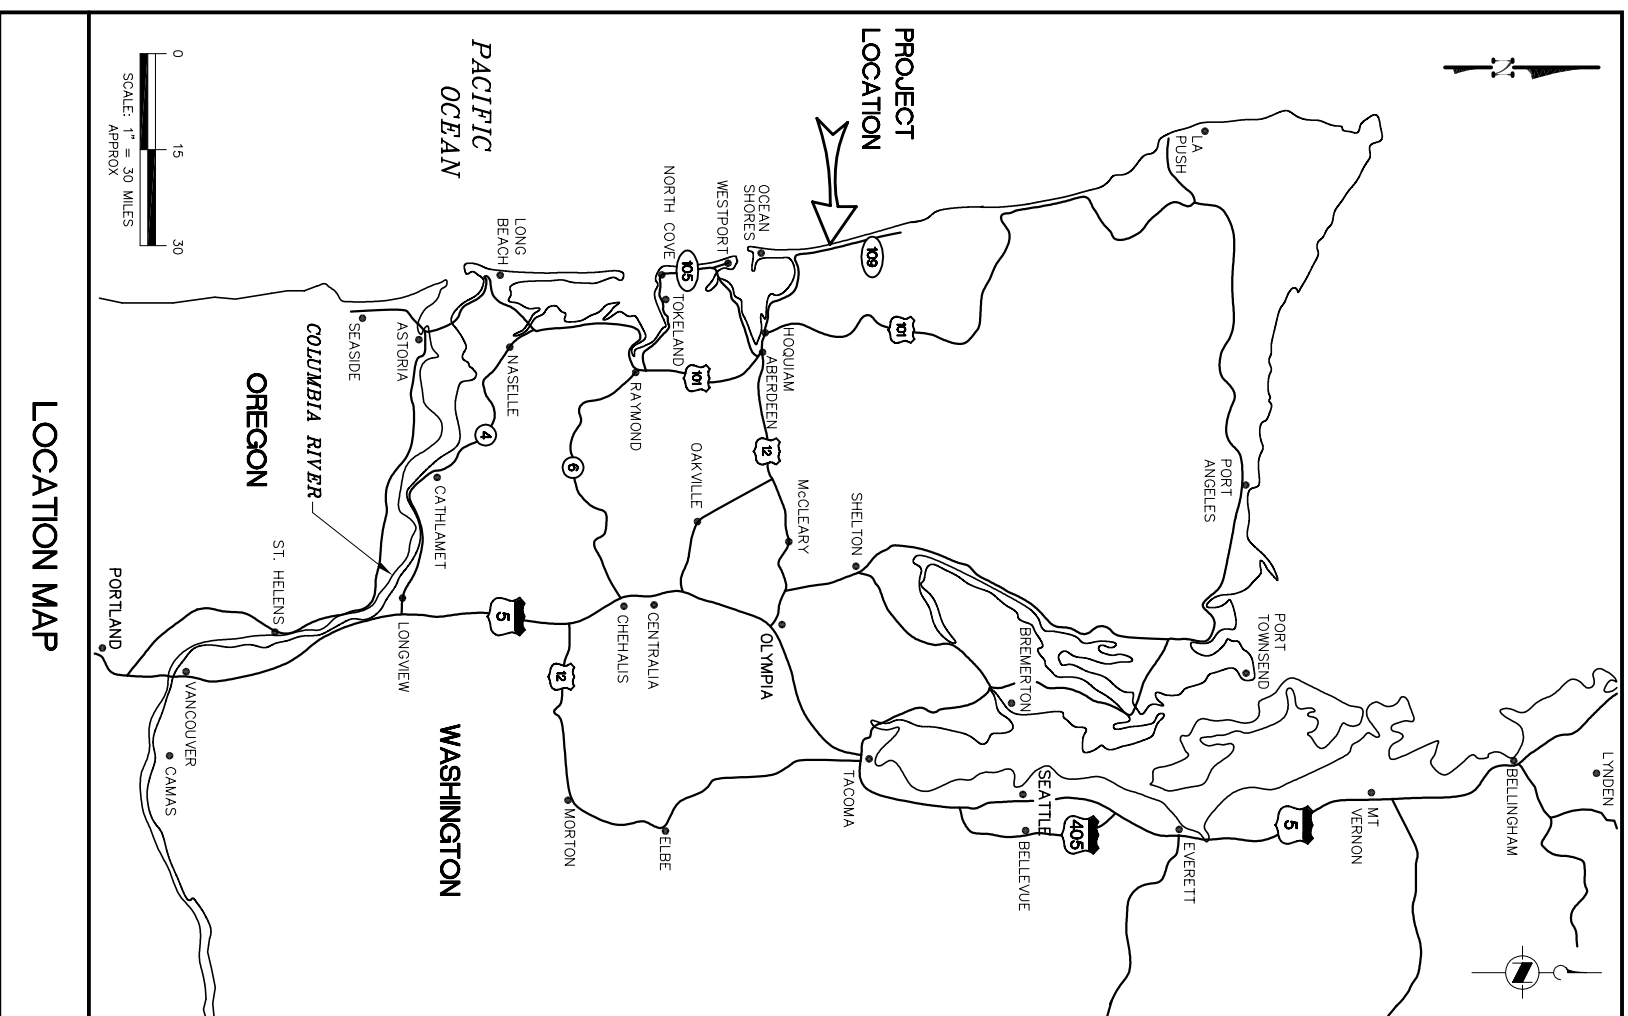 LYNDEN
BELLINGHAM
MT
VERNON
5
PORT
TOWNSEND
EVERETT
LA
PUSH
PORT
ANGELES
405
SEATTLE
BELLEVUE
BREMERTON
PROJECT
LOCATION
109
101
SHELTON
TACOMA
OCEAN
SHORES
HOQUIAM
ABERDEEN
12
McCLEARY
OLYMPIA
WESTPORT
105
NORTH COVE
TOKELAND
101
OAKVILLE
CENTRALIA
CHEHALIS
ELBE
RAYMOND
6
12
MORTON
PACIFIC
OCEAN
LONG
BEACH
NASELLE
4
5
CATHLAMET
WASHINGTON
ASTORIA
LONGVIEW
SEASIDE
COLUMBIA RIVER
OREGON
ST. HELENS
VANCOUVER
CAMAS
PORTLAND
0 15 30
SCALE: 1" = 30 MILES
APPROX
LOCATION MAP
N
N